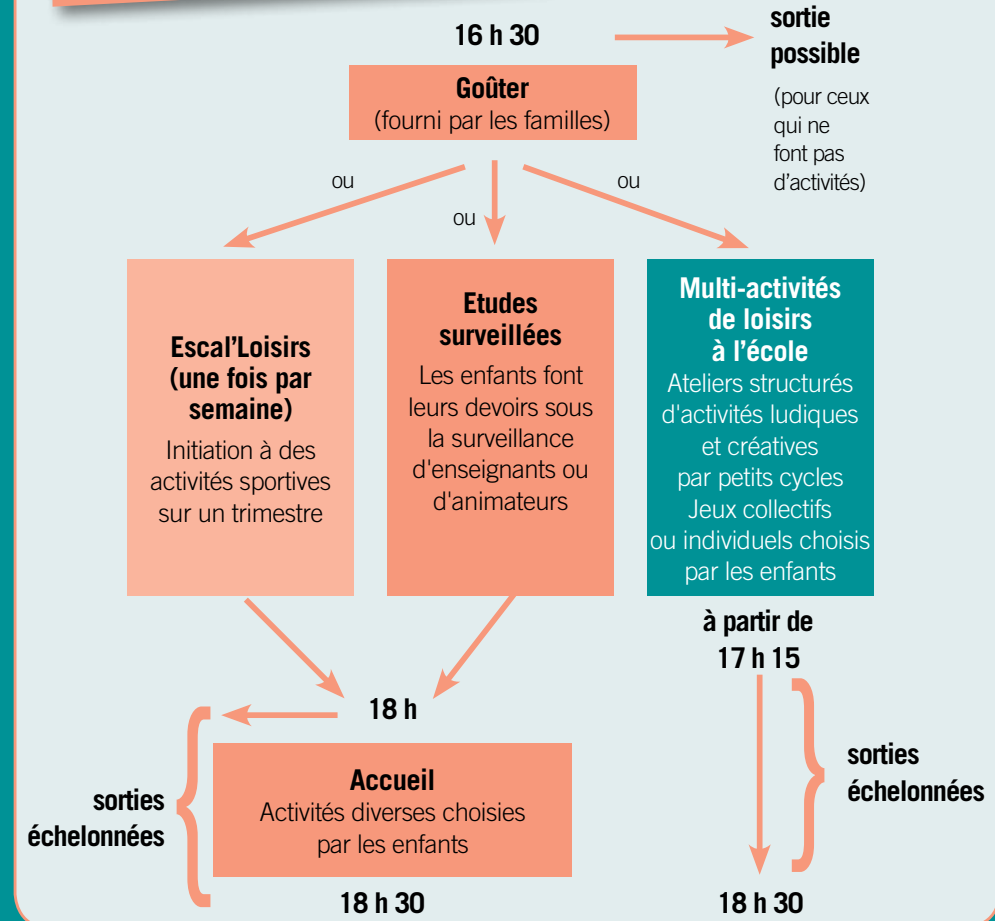 16 h 30
sortie
possible
(pour ceux
qui ne
font pas
d'activités)
Goûter
(fourni par les familles)
ou
ou
ou
Escal'Loisirs
(une fois par
semaine)
Initiation à des
activités sportives
sur un trimestre
Etudes
surveillées
Les enfants font
leurs devoirs sous
la surveillance
d'enseignants ou
d'animateurs
Multi-activités
de loisirs
à l'école
Ateliers structurés
d'activités ludiques
et créatives
par petits cycles
Jeux collectifs
ou individuels choisis
par les enfants
à partir de
17 h 15
18 h
Accueil
Activités diverses choisies
par les enfants
sorties
échelonnées
18 h 30
sorties
échelonnées
18 h 30